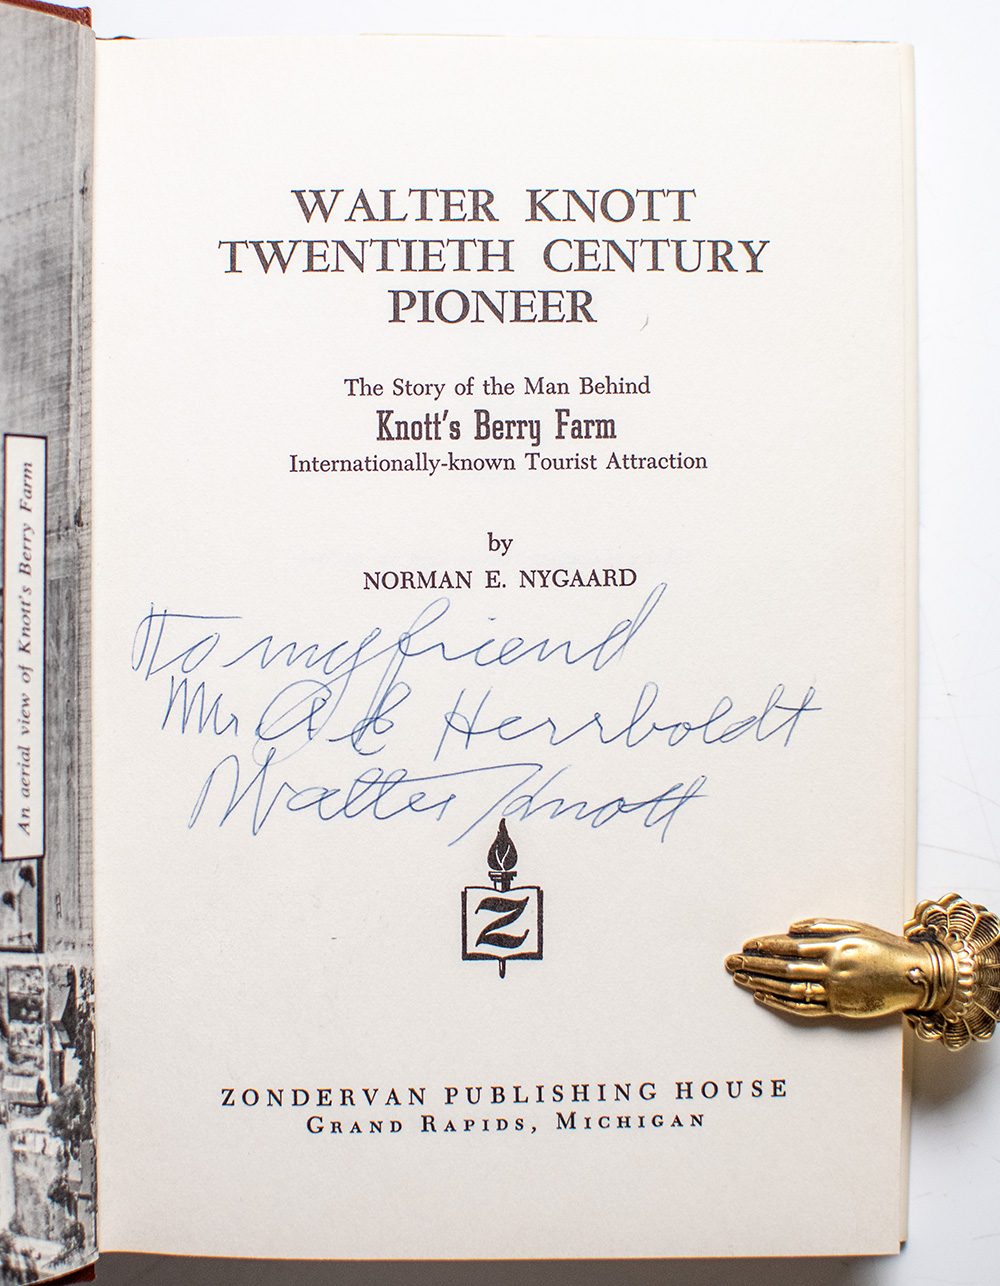 WALTER KNOTT
TWENTIETH CENTURY
PIONEER
The Story of the Man Behind
Knott's Berry Farm
Internationally-known Tourist Attraction
by
NORMAN E. NYGAARD
To my friend
Mr A E Herrboldt
Walter Knott
Z
ZONDERVAN PUBLISHING HOUSE
GRAND RAPIDS, MICHIGAN
An aerial view of Knott's Berry Farm